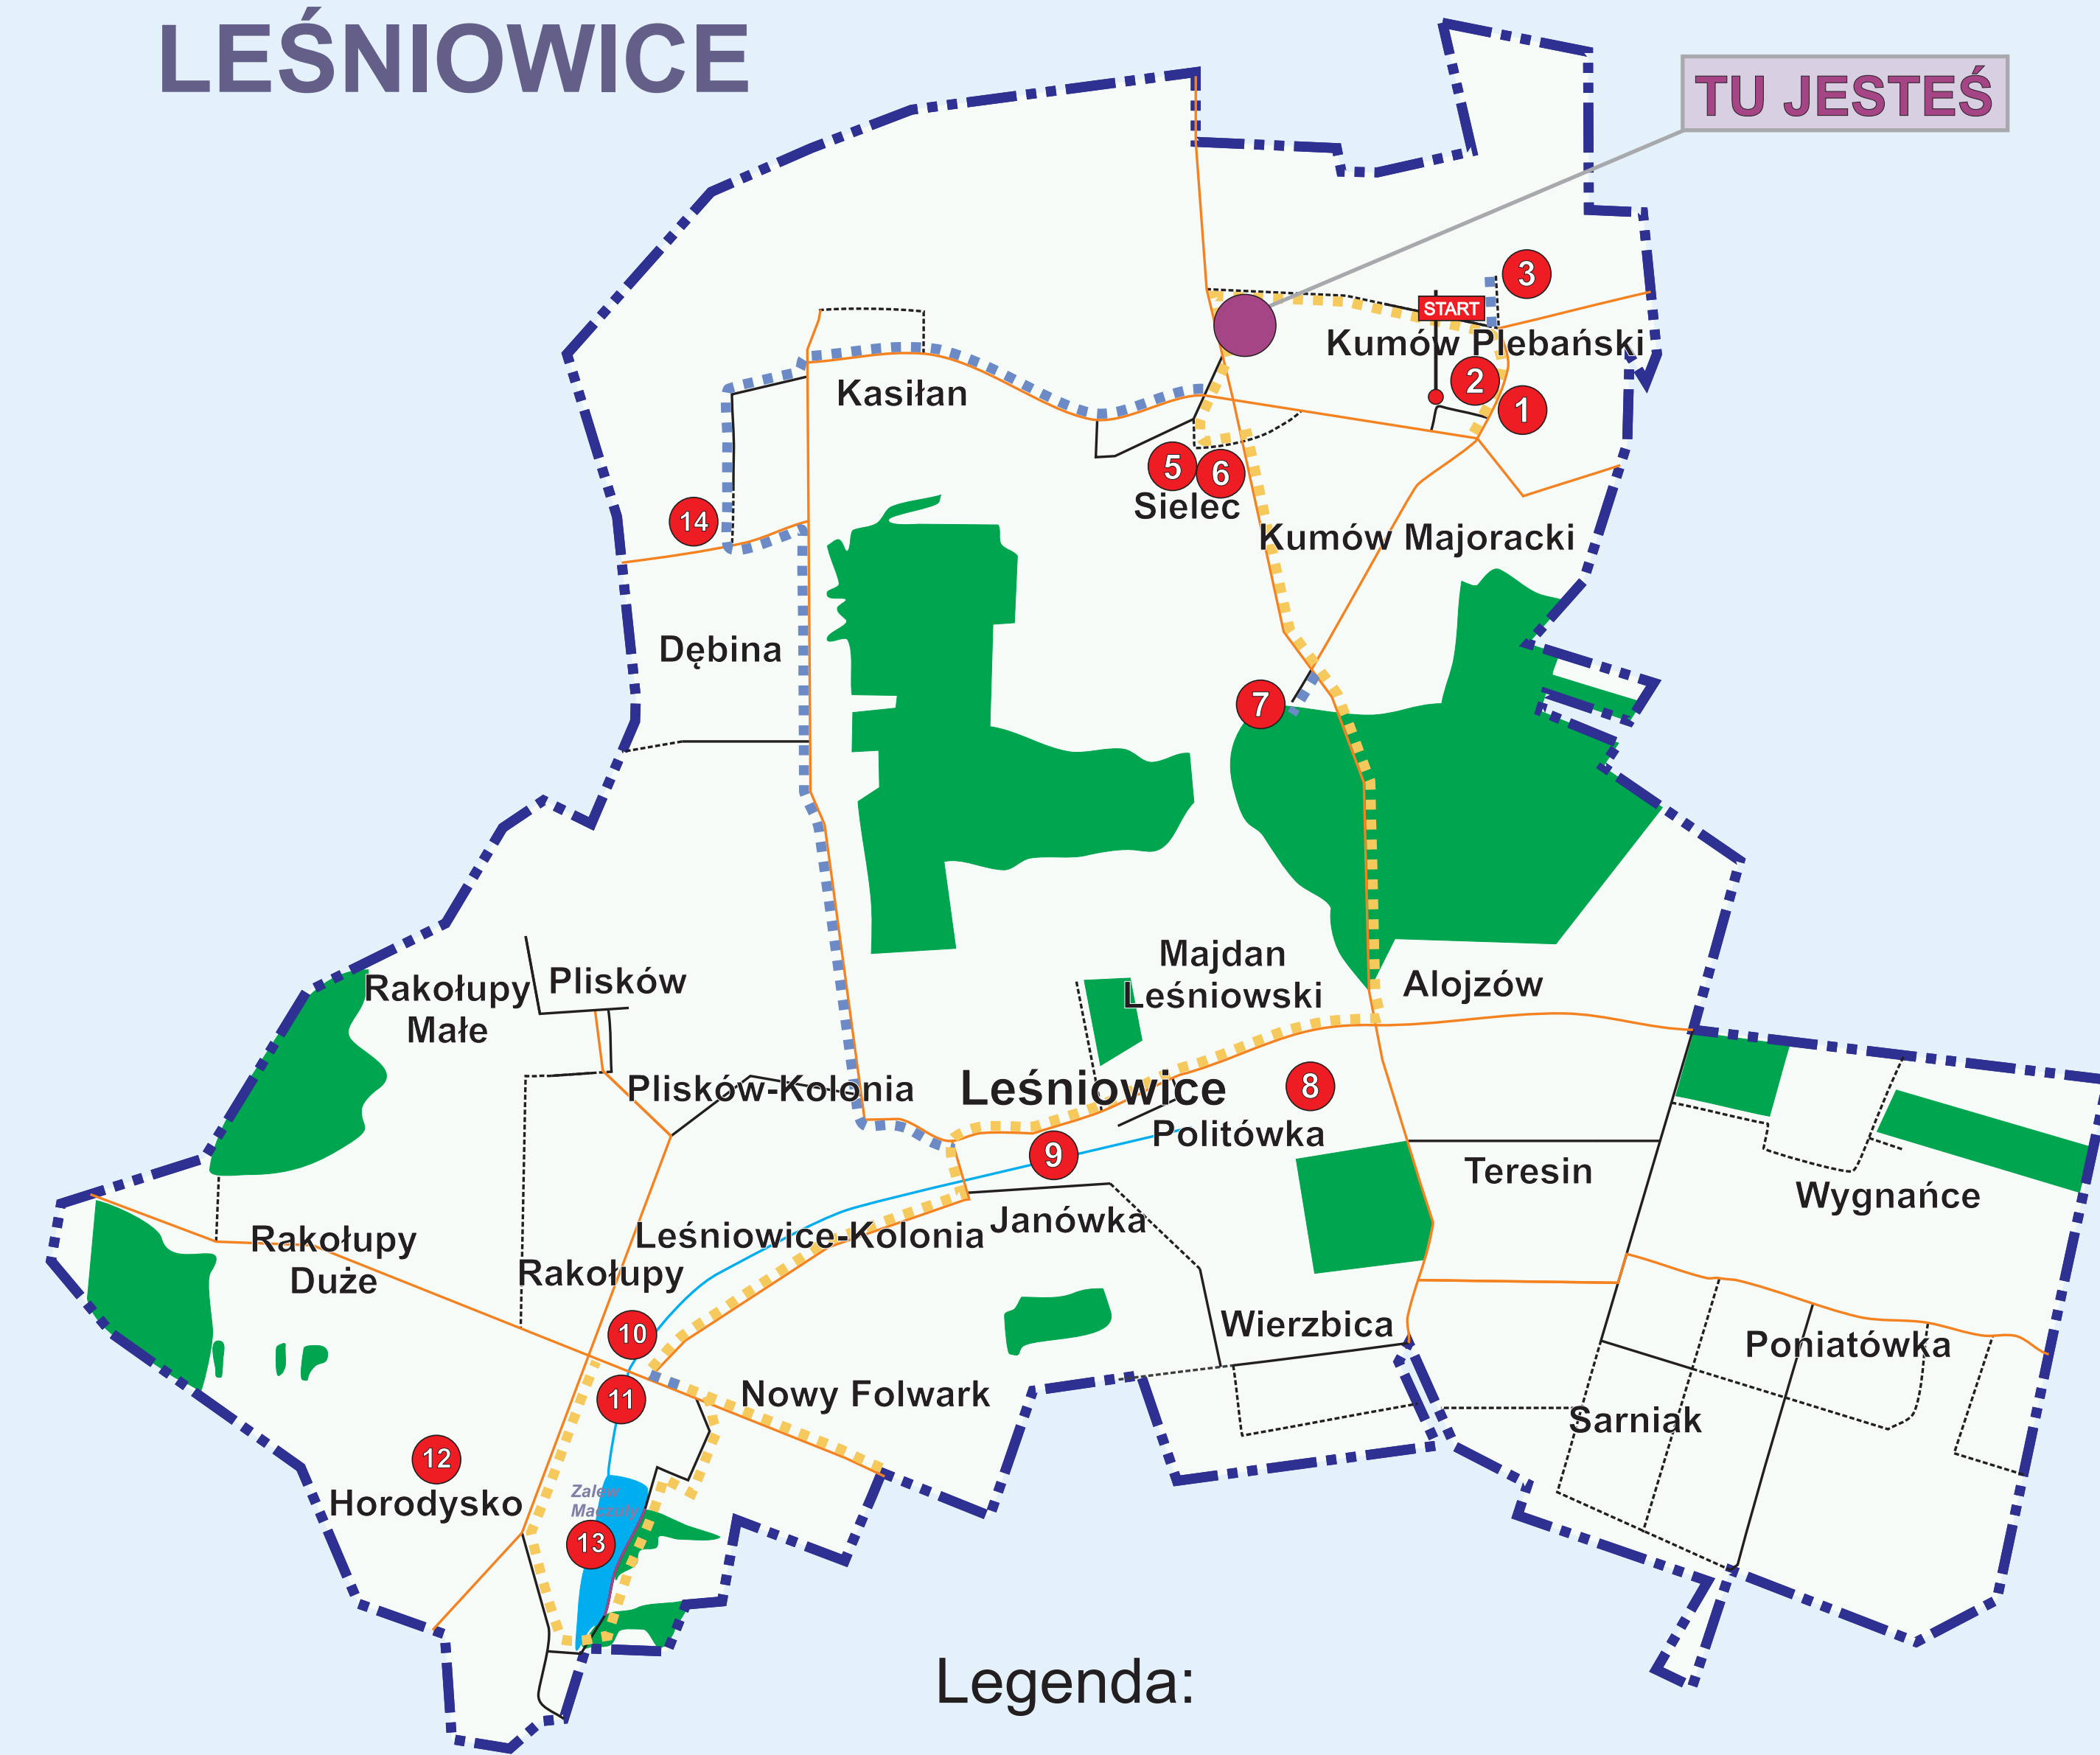 LEŚNIOWICE
TU JESTEŚ
3
START
Kumów Plebański
2
1
Kasiłan
5
6
Sielec
14
Kumów Majoracki
Dębina
7
Majdan
Leśniowski
Alojzów
Rakołupy
Małe
Plisków
Plisków-Kolonia
Leśniowice
8
Politówka
9
Teresin
Wygnańce
Janówka
Leśniowice-Kolonia
Rakołupy
Duże
Rakołupy
10
Wierzbica
Poniatówka
11
Nowy Folwark
Sarniak
12
Horodysko
Zalew
Maczuły
13
Legenda: